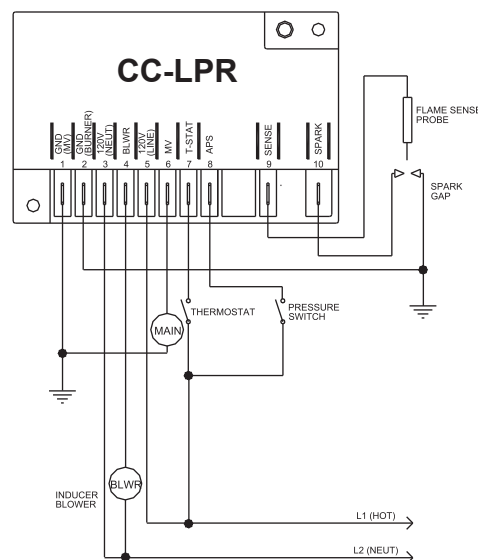 CC-LPR
GND
(MV)
GND
(BURNER)
120V
(NEUT)
BLWR
120V
(LINE)
MV
T-STAT
APS
SENSE
SPARK
1
2
3
4
5
6
7
8
9
10
FLAME SENSE
PROBE
SPARK
GAP
THERMOSTAT
PRESSURE
SWITCH
MAIN
BLWR
INDUCER
BLOWER
L1 (HOT)
L2 (NEUT)